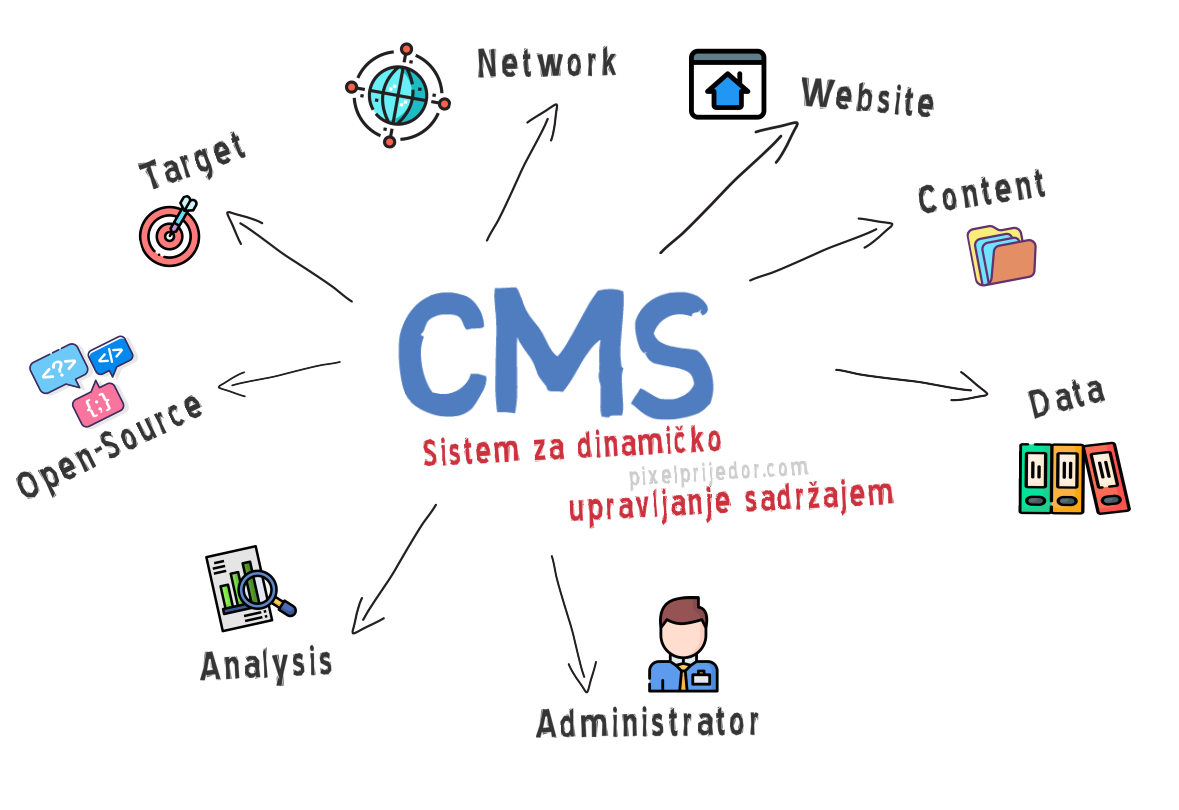 Network
Website
Target
Content
<?>
</>
{;}
CMS
Data
Open-Source
Sistem za dinamičko
pixelprijedor.com
upravljanje sadržajem
Analysis
Administrator